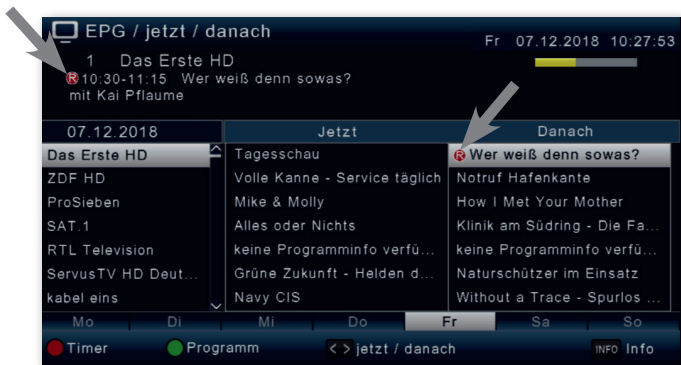 EPG / jetzt / danach
Fr 07.12.2018 10:27:53
1 Das Erste HD
R 10:30-11:15 Wer weiß denn sowas?
mit Kai Pflaume
07.12.2018 Jetzt Danach
Das Erste HD Tagesschau R Wer weiß denn sowas?
ZDF HD Volle Kanne - Service täglich Notruf Hafenkante
ProSieben Mike & Molly How I Met Your Mother
SAT.1 Alles oder Nichts Klinik am Südring - Die Fa...
RTL Television keine Programminfo verfü... keine Programminfo verfü...
ServusTV HD Deut... Grüne Zukunft - Helden d... Naturschützer im Einsatz
kabel eins Navy CIS Without a Trace - Spurlos ...
Mo Di Mi Do Fr Sa So
Timer Programm < > jetzt / danach INFO Info